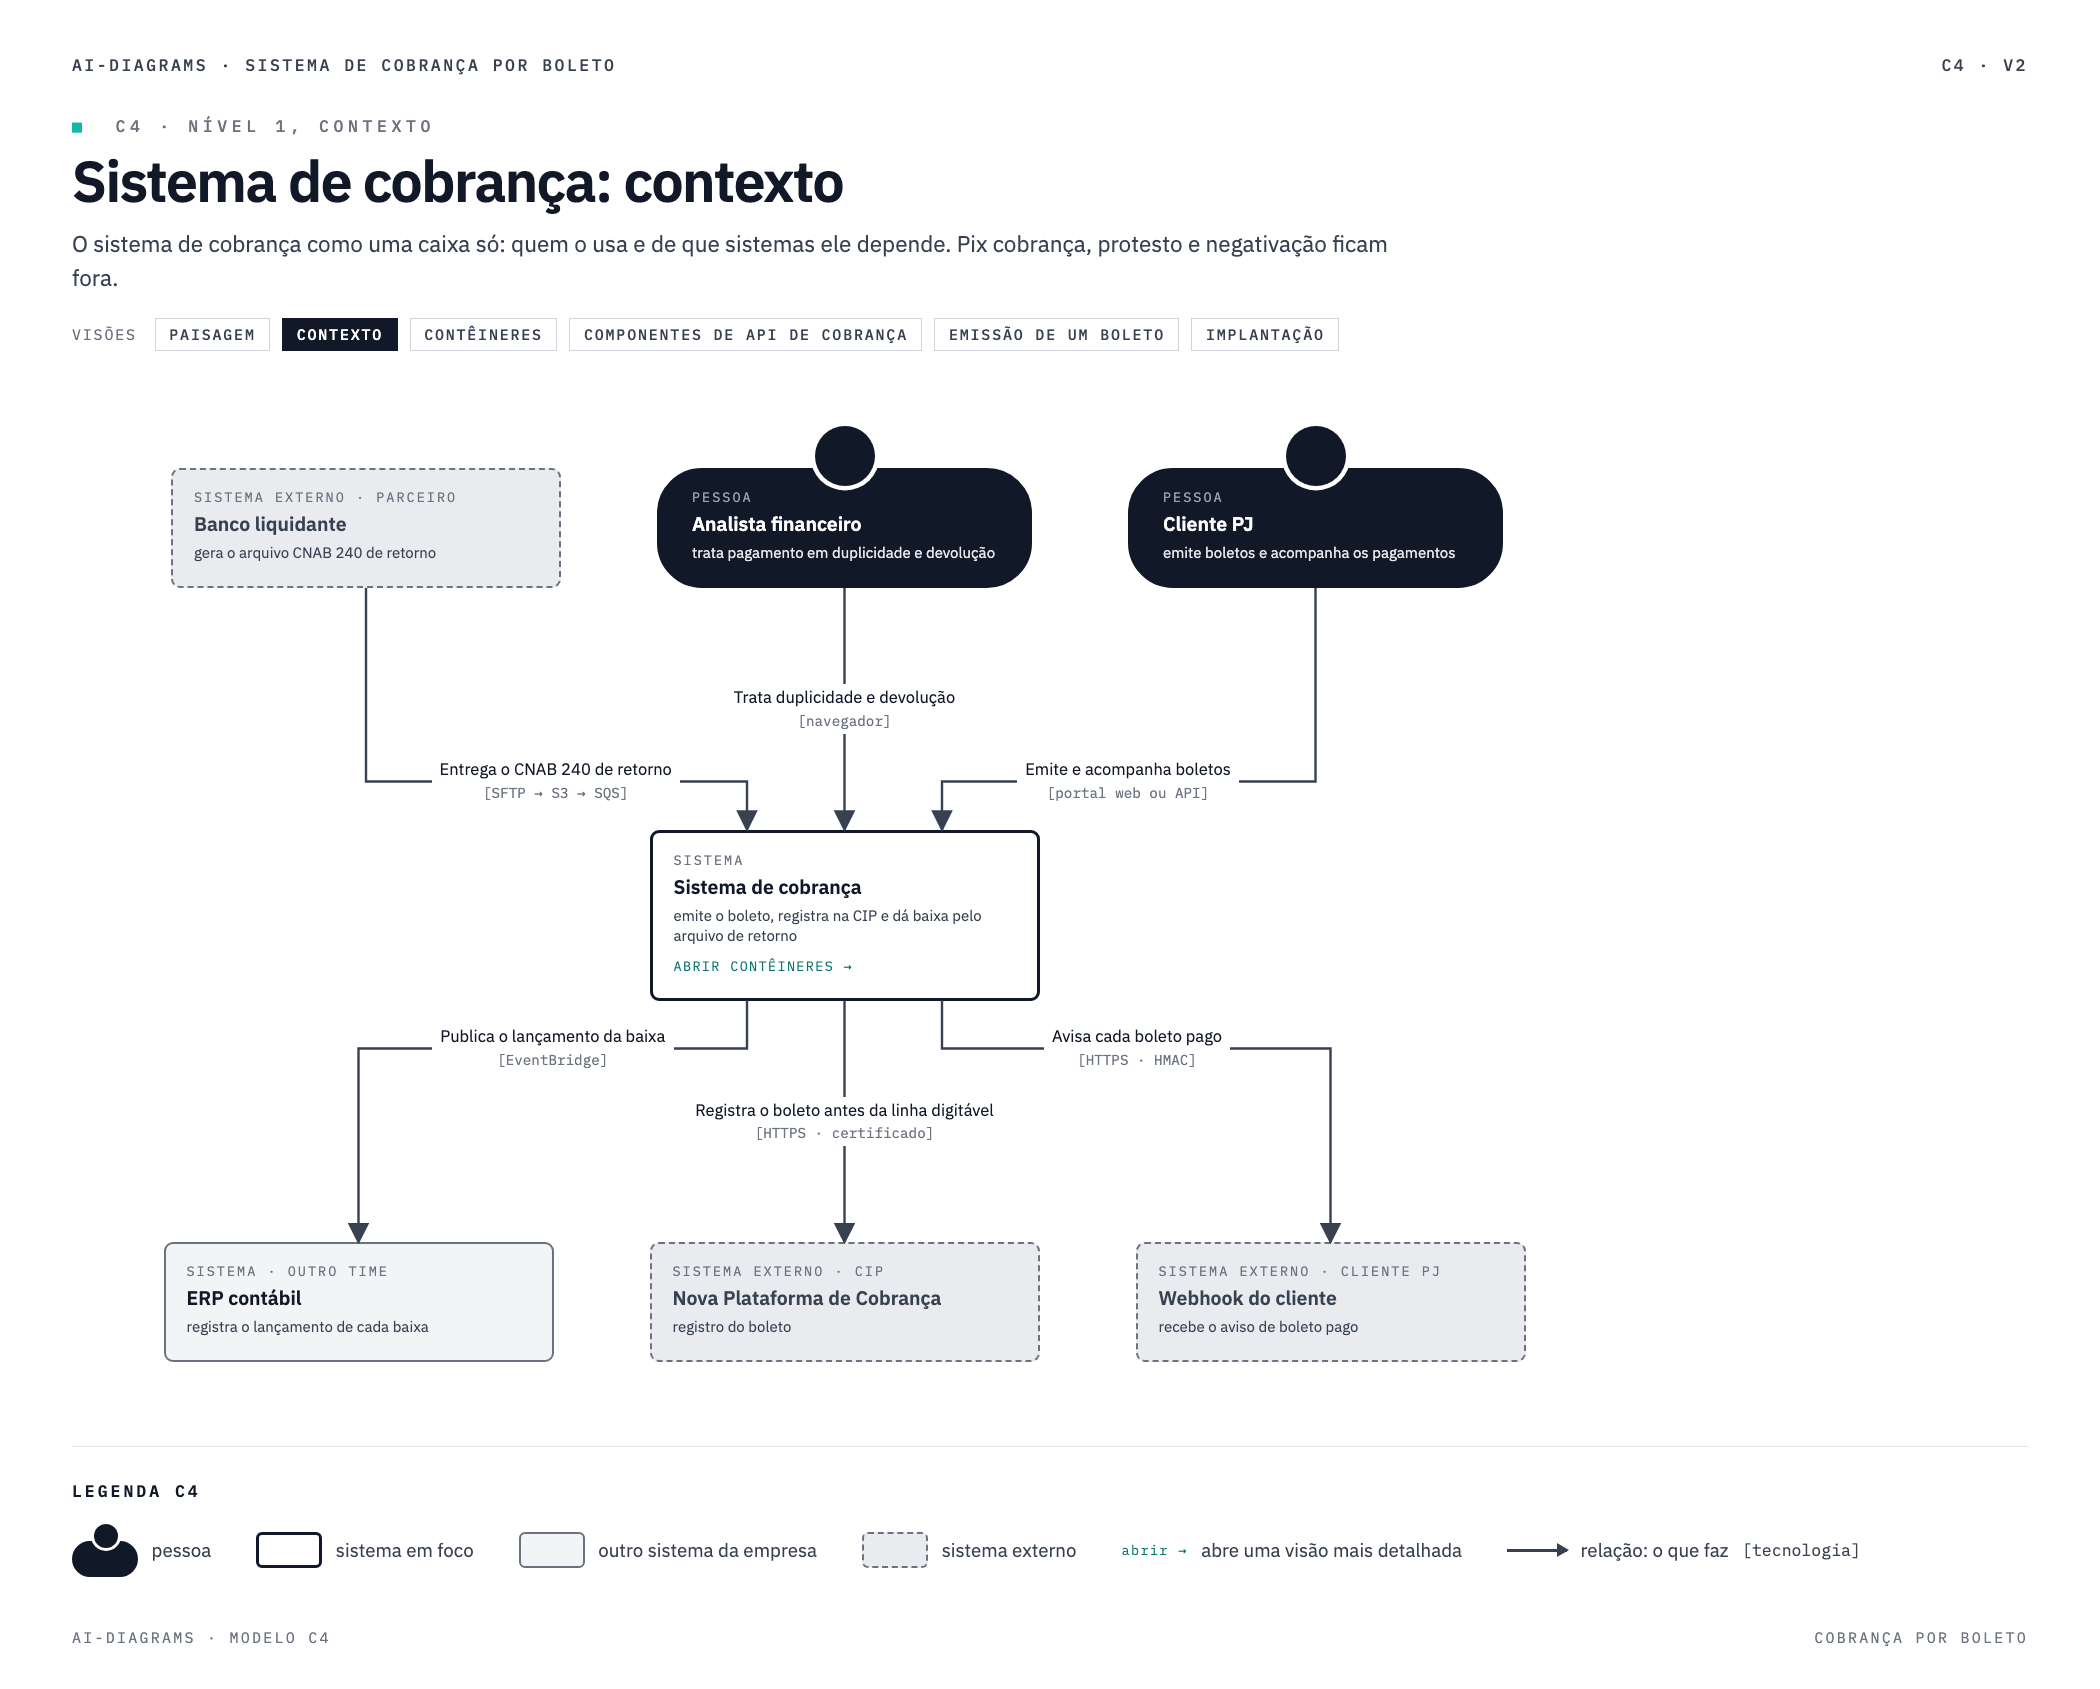 AI-DIAGRAMS · SISTEMA DE COBRANÇA POR BOLETO
C4 · V2
C4 · NÍVEL 1, CONTEXTO
Sistema de cobrança: contexto
O sistema de cobrança como uma caixa só: quem o usa e de que sistemas ele depende. Pix cobrança, protesto e negativação ficam
fora.
VISÕES
PAISAGEM
CONTEXTO
CONTÊINERES
COMPONENTES DE API DE COBRANÇA
EMISSÃO DE UM BOLETO
IMPLANTAÇÃO
SISTEMA EXTERNO · PARCEIRO
Banco liquidante
gera o arquivo CNAB 240 de retorno
PESSOA
Analista financeiro
trata pagamento em duplicidade e devolução
PESSOA
Cliente PJ
emite boletos e acompanha os pagamentos
Trata duplicidade e devolução
[navegador]
Entrega o CNAB 240 de retorno
[SFTP → S3 → SQS]
Emite e acompanha boletos
[portal web ou API]
SISTEMA
Sistema de cobrança
emite o boleto, registra na CIP e dá baixa pelo
arquivo de retorno
ABRIR CONTÊINERES →
Publica o lançamento da baixa
[EventBridge]
Avisa cada boleto pago
[HTTPS · HMAC]
Registra o boleto antes da linha digitável
[HTTPS · certificado]
SISTEMA · OUTRO TIME
ERP contábil
registra o lançamento de cada baixa
SISTEMA EXTERNO · CIP
Nova Plataforma de Cobrança
registro do boleto
SISTEMA EXTERNO · CLIENTE PJ
Webhook do cliente
recebe o aviso de boleto pago
LEGENDA C4
pessoa
sistema em foco
outro sistema da empresa
sistema externo
abrir → abre uma visão mais detalhada
relação: o que faz [tecnologia]
AI-DIAGRAMS · MODELO C4
COBRANÇA POR BOLETO